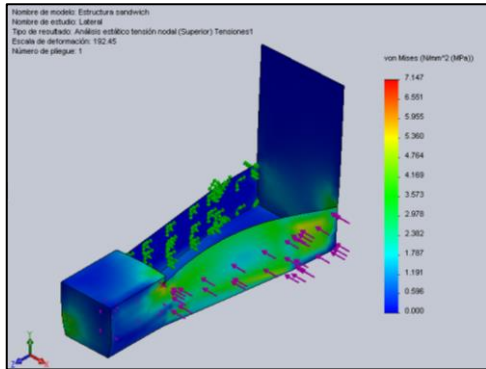 Nombre de modelo: Estructura sandwich
Nombre de estudio: Lateral
Tipo de resultado: Análisis estático tensión nodal (Superior) Tensiones1
Escala de deformación: 192.45
Número de pliegue: 1
von Mises (N/mm^2 (MPa))
7.147
6.551
5.955
5.360
4.764
4.169
3.573
2.978
2.382
1.787
1.191
0.596
0.000
Y
Z
X